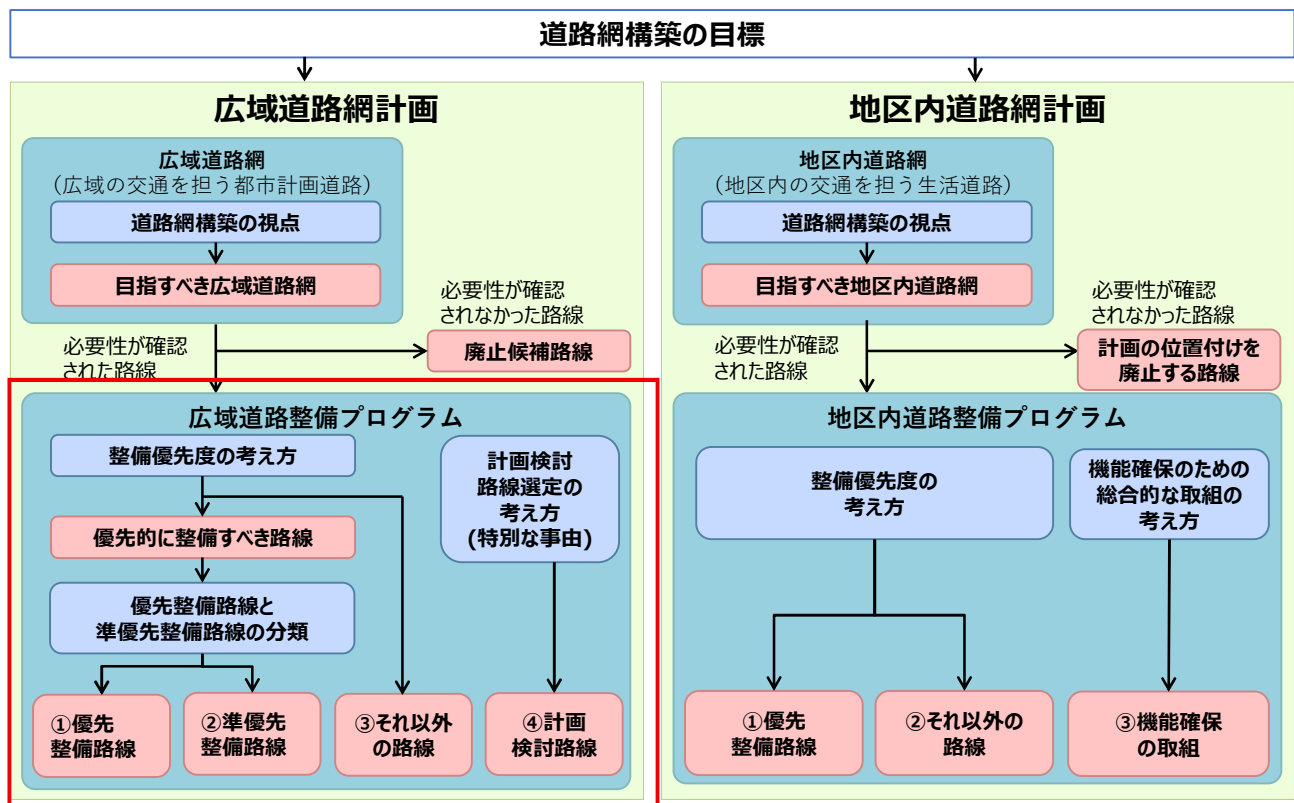 道路網構築の目標
広域道路網計画
広域道路網
（広域の交通を担う都市計画道路）
道路網構築の視点
目指すべき広域道路網
必要性が確認
されなかった路線
廃止候補路線
必要性が確認
された路線
広域道路整備プログラム
整備優先度の考え方
優先的に整備すべき路線
優先整備路線と
準優先整備路線の分類
計画検討
路線選定の
考え方
(特別な事由)
①優先
整備路線
②準優先
整備路線
③それ以外
の路線
④計画
検討路線
地区内道路網計画
地区内道路網
（地区内の交通を担う生活道路）
道路網構築の視点
目指すべき地区内道路網
必要性が確認
されなかった路線
計画の位置付けを
廃止する路線
必要性が確認
された路線
地区内道路整備プログラム
整備優先度の
考え方
機能確保のための
総合的な取組の
考え方
①優先
整備路線
②それ以外の
路線
③機能確保
の取組